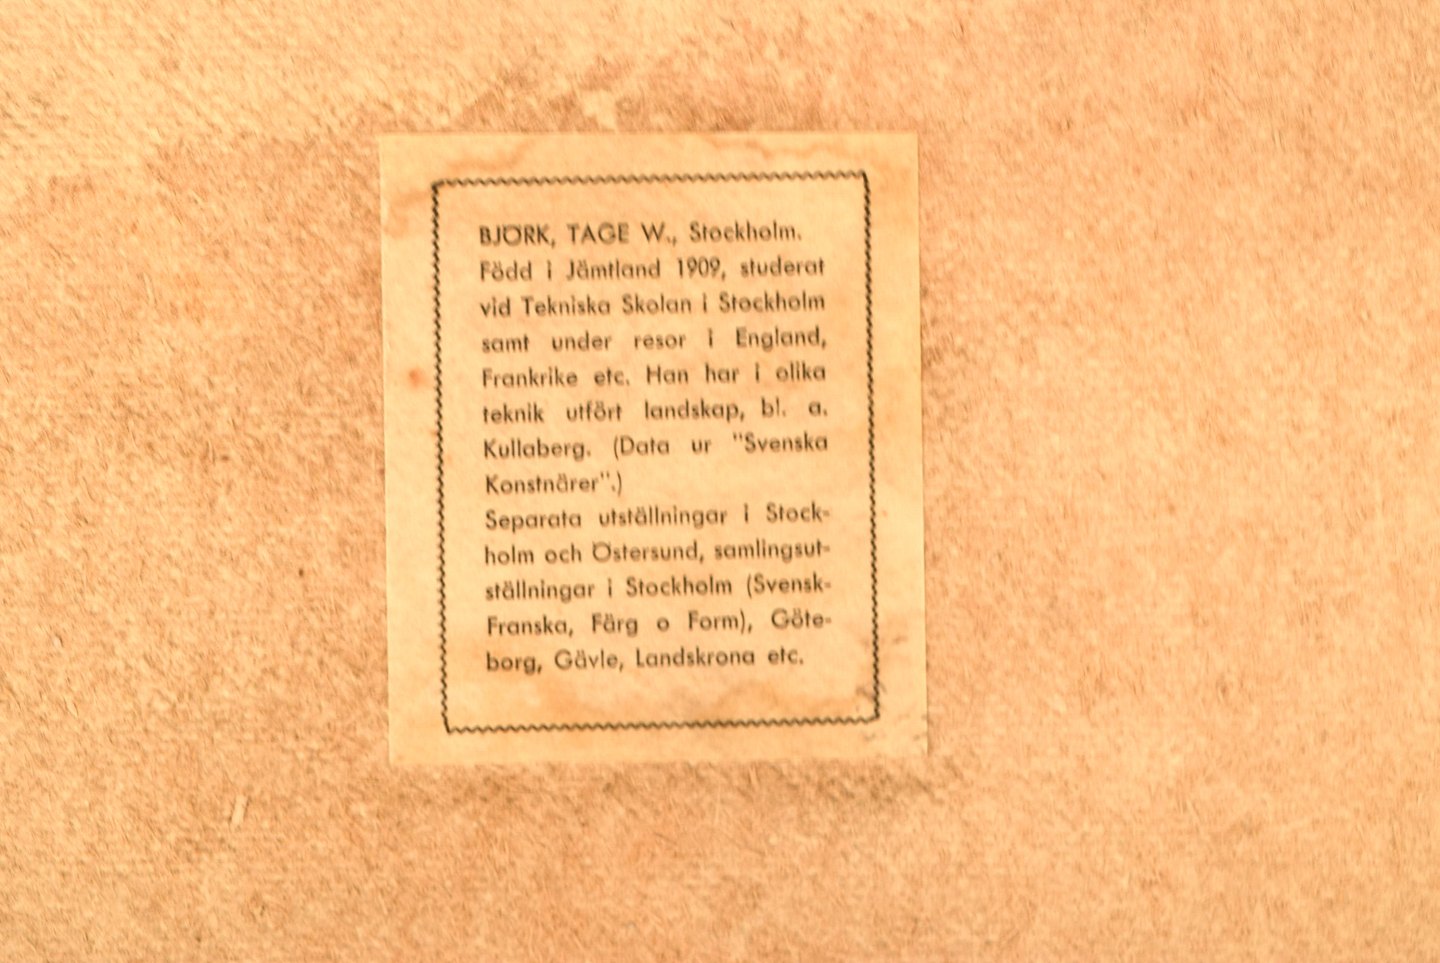 BJÖRK, TAGE W., Stockholm.
Född i Jämtland 1909, studerat
vid Tekniska Skolan i Stockholm
samt under resor i England,
Frankrike etc. Han har i olika
teknik utfört landskap, bl. a.
Kullaberg. (Data ur "Svenska
Konstnärer".)
Separata utställningar i Stock-
holm och Östersund, samlingsut-
ställningar i Stockholm (Svensk-
Franska, Färg o Form), Göte-
borg, Gävle, Landskrona etc.